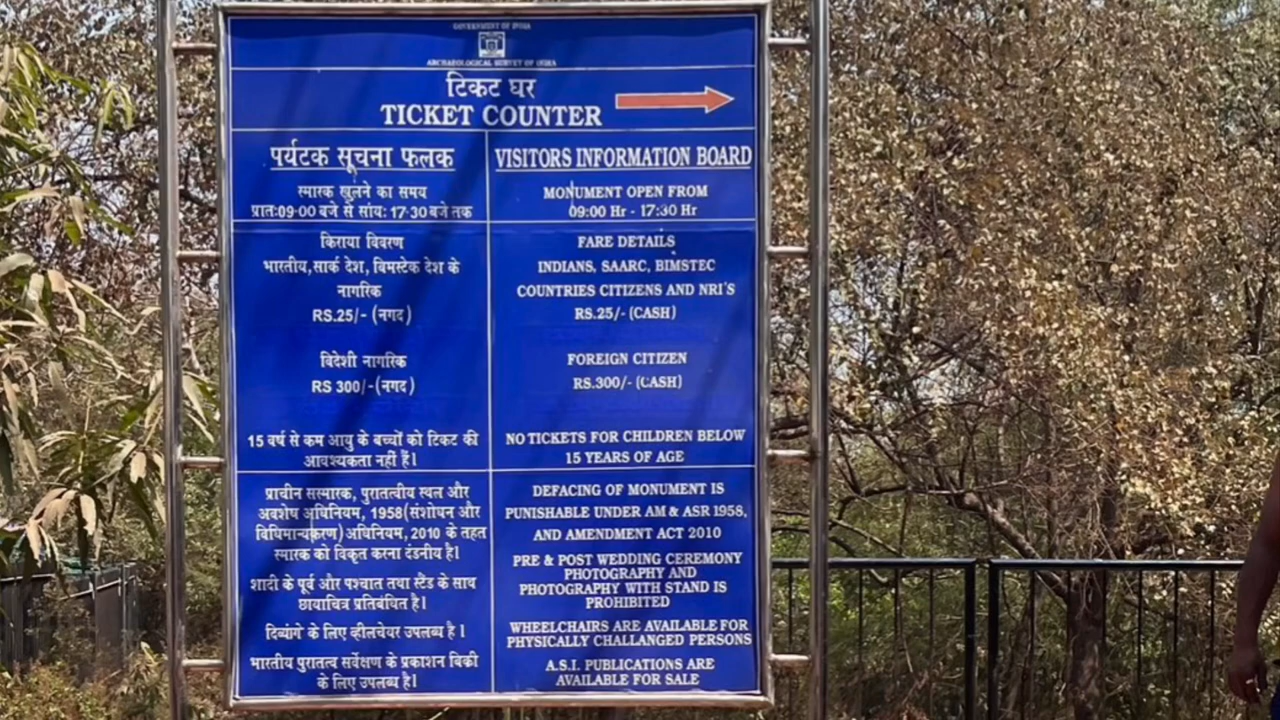 GOVERNMENT OF INDIA
ARCHAEOLOGICAL SURVEY OF INDIA
टिकट घर
TICKET COUNTER
पर्यटक सूचना फलक
स्मारक खुलने का समय
प्रात:09-00 बजे से सांय: 17-30 बजे तक
किराया विवरण
भारतीय,सार्क देश, विमस्टेक देश के
नागरिक
RS.25/- (नगद)
विदेशी नागरिक
RS 300/-(नगद)
15 वर्ष से कम आयु के बच्चों को टिकट की
आवश्यकता नहीं हैं।
प्राचीन सस्मारक, पुरातत्वीय स्थल और
अवशेष अधिनियम, 1958(संशोधन और
विधिमान्यकरण) अधिनियम, 2010 के तहत
स्मारक को विकृत करना दंडनीय है।
शादी के पूर्व और पश्चात तथा स्टैंड के साथ
छायाचित्र प्रतिबंधित है।
दिब्यांगे के लिए व्हीलचेयर उपलब्य है ।
भारतीय पुरातत्व सर्वेक्षण के प्रकाशन बिकी
के लिए उपलब्य है।
VISITORS INFORMATION BOARD
MONUMENT OPEN FROM
09:00 Hr - 17:30 Hr
FARE DETAILS
INDIANS, SAARC, BIMSTEC
COUNTRIES CITIZENS AND NRI'S
RS.25/- (CASH)
FOREIGN CITIZEN
RS.300/- (CASH)
NO TICKETS FOR CHILDREN BELOW
15 YEARS OF AGE
DEFACING OF MONUMENT IS
PUNISHABLE UNDER AM & ASR 1958,
AND AMENDMENT ACT 2010
PRE & POST WEDDING CEREMONY
PHOTOGRAPHY AND
PHOTOGRAPHY WITH STAND IS
PROHIBITED
WHEELCHAIRS ARE AVAILABLE FOR
PHYSICALLY CHALLANGED PERSONS
A.S.I. PUBLICATIONS ARE
AVAILABLE FOR SALE